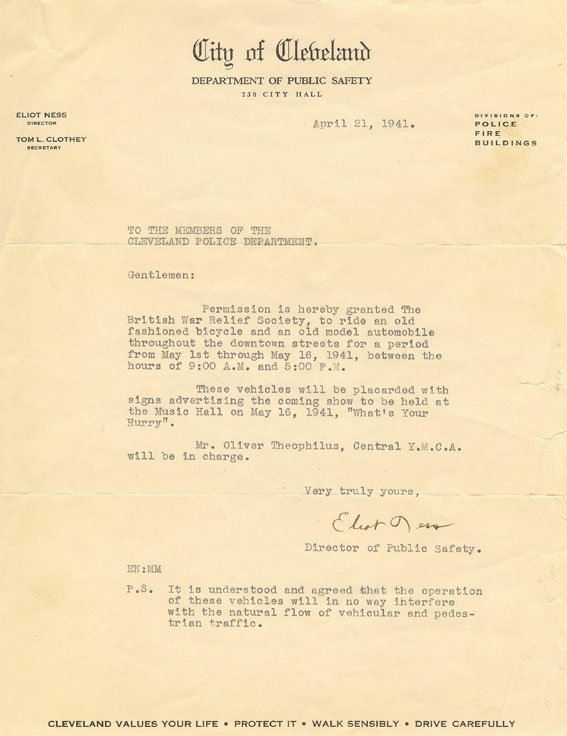 City of Cleveland
DEPARTMENT OF PUBLIC SAFETY
230 CITY HALL
ELIOT NESS
DIRECTOR
TOM L. CLOTHEY
SECRETARY
April 21, 1941.
DIVISIONS OF:
POLICE
FIRE
BUILDINGS
TO THE MEMBERS OF THE
CLEVELAND POLICE DEPARTMENT.
Gentlemen:
Permission is hereby granted The
British War Relief Society, to ride an old
fashioned bicycle and an old model automobile
throughout the downtown streets for a period
from May 1st through May 16, 1941, between the
hours of 9:00 A.M. and 5:00 P.M.
These vehicles will be placarded with
signs advertising the coming show to be held at
the Music Hall on May 16, 1941, "What's Your
Hurry".
Mr. Oliver Theophilus, Central Y.M.C.A.
will be in charge.
Very truly yours,
Eliot Ness
Director of Public Safety.
EN:MM
P.S. It is understood and agreed that the operation
of these vehicles will in no way interfere
with the natural flow of vehicular and pedes-
trian traffic.
CLEVELAND VALUES YOUR LIFE • PROTECT IT • WALK SENSIBLY • DRIVE CAREFULLY